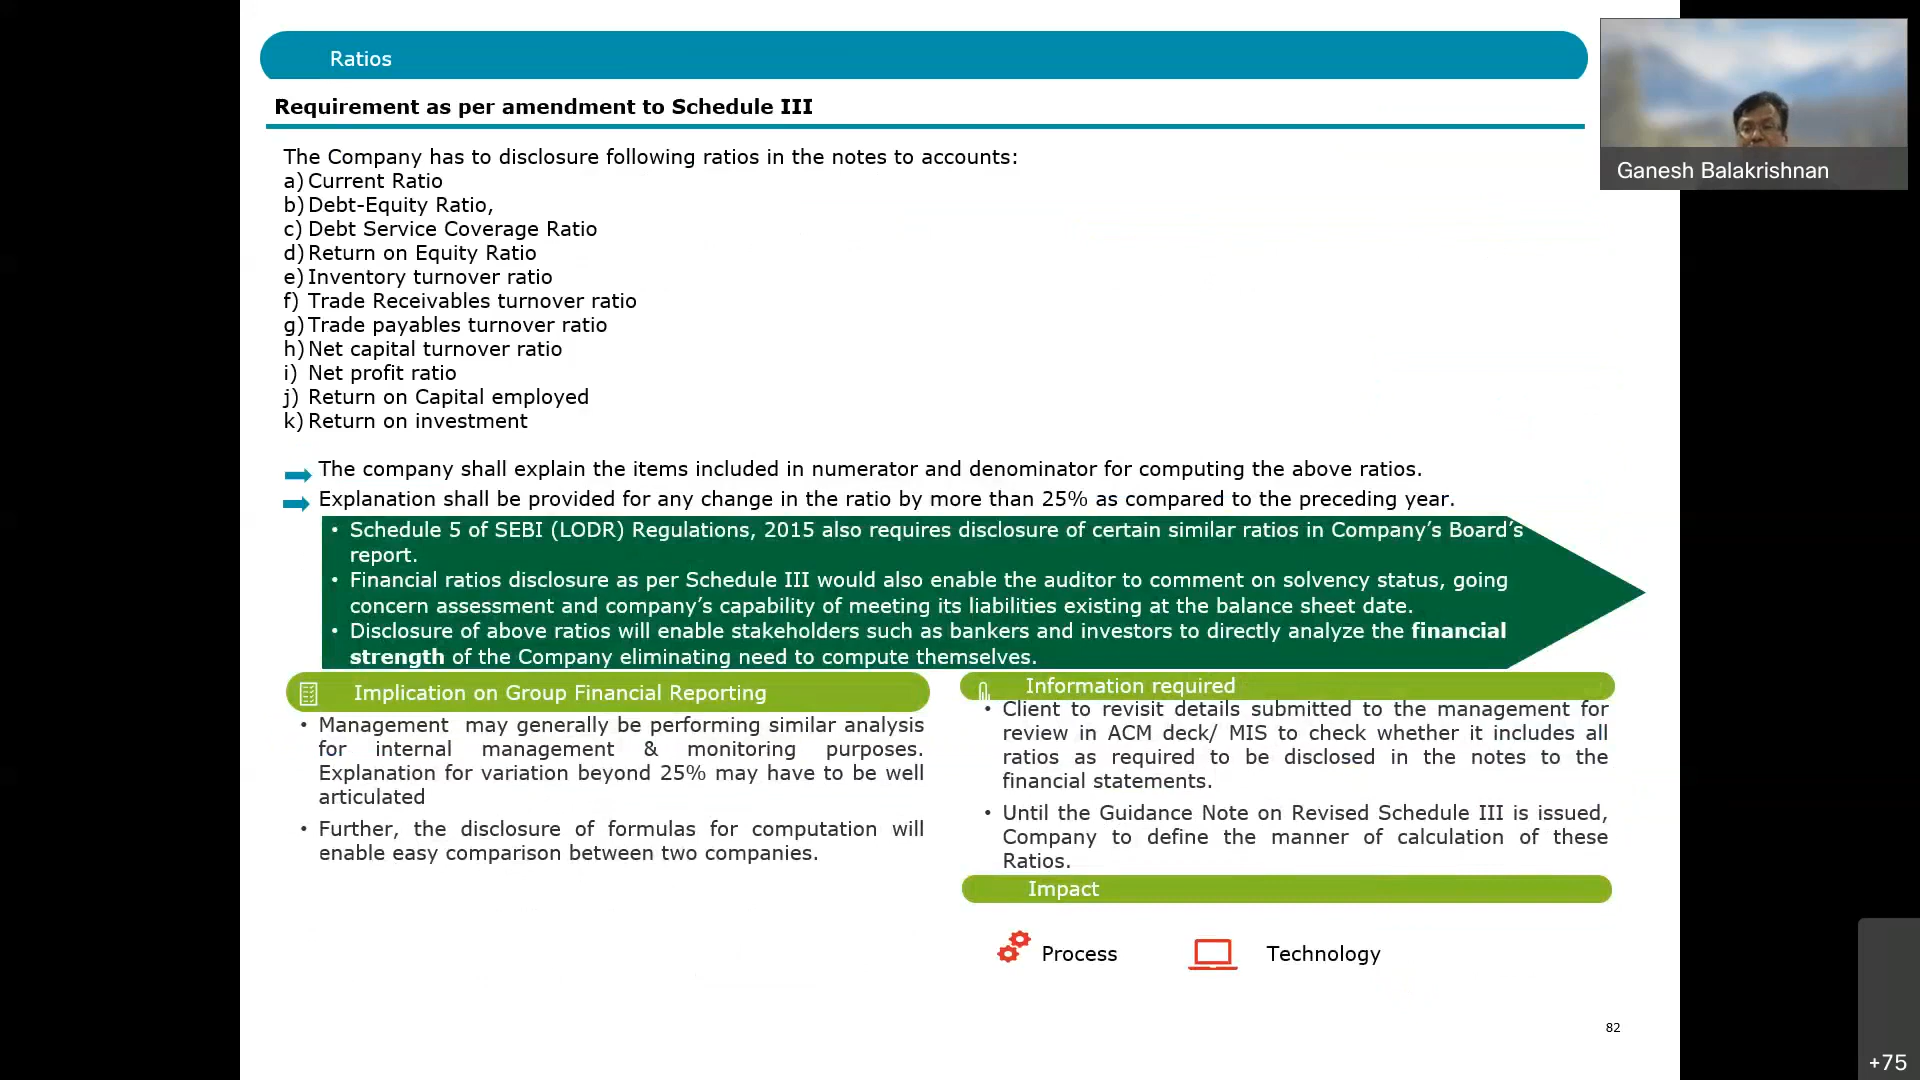 Ratios
Requirement as per amendment to Schedule III
The Company has to disclosure following ratios in the notes to accounts:
a) Current Ratio
b) Debt-Equity Ratio,
c) Debt Service Coverage Ratio
d) Return on Equity Ratio
e) Inventory turnover ratio
f) Trade Receivables turnover ratio
g) Trade payables turnover ratio
h) Net capital turnover ratio
i) Net profit ratio
j) Return on Capital employed
k) Return on investment
The company shall explain the items included in numerator and denominator for computing the above ratios.
Explanation shall be provided for any change in the ratio by more than 25% as compared to the preceding year.
• Schedule 5 of SEBI (LODR) Regulations, 2015 also requires disclosure of certain similar ratios in Company’s Board’s
report.
• Financial ratios disclosure as per Schedule III would also enable the auditor to comment on solvency status, going
concern assessment and company’s capability of meeting its liabilities existing at the balance sheet date.
• Disclosure of above ratios will enable stakeholders such as bankers and investors to directly analyze the financial
strength of the Company eliminating need to compute themselves.
Implication on Group Financial Reporting
• Management may generally be performing similar analysis
for internal management & monitoring purposes.
Explanation for variation beyond 25% may have to be well
articulated
• Further, the disclosure of formulas for computation will
enable easy comparison between two companies.
Information required
• Client to revisit details submitted to the management for
review in ACM deck/ MIS to check whether it includes all
ratios as required to be disclosed in the notes to the
financial statements.
• Until the Guidance Note on Revised Schedule III is issued,
Company to define the manner of calculation of these
Ratios.
Impact
Process
Technology
82
Ganesh Balakrishnan
+75